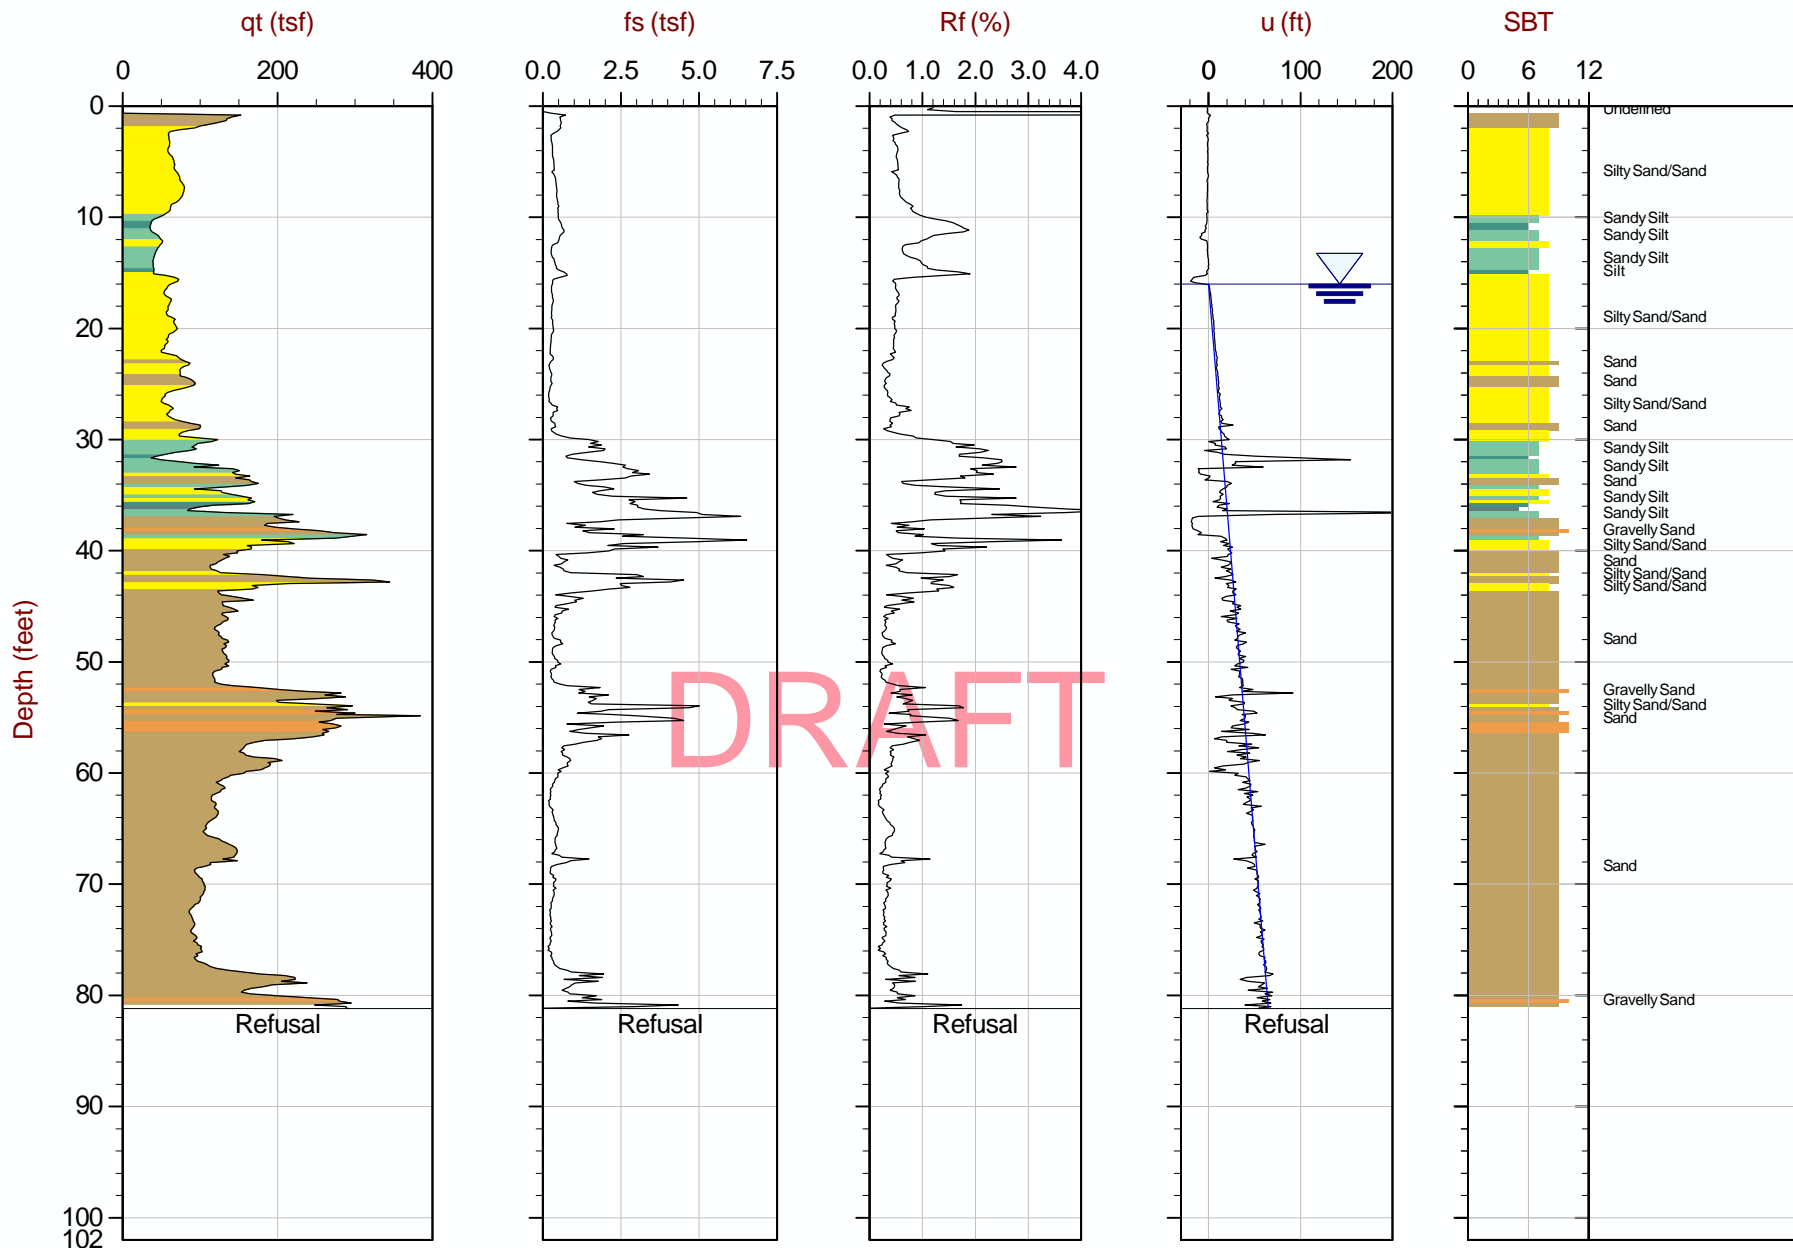 qt (tsf) fs (tsf) Rf (%) u (ft) SBT
0 200 400 0.0 2.5 5.0 7.5 0.0 1.0 2.0 3.0 4.0 0 100 200 0 6 12
0
Undefined
Silty Sand/Sand
10
Sandy Silt
Sandy Silt
Sandy Silt
Silt
Silty Sand/Sand
20
Sand
Sand
Silty Sand/Sand
Sand
30
Sandy Silt
Sandy Silt
Sand
Sandy Silt
Sandy Silt
Gravelly Sand
Silty Sand/Sand
40
Sand
Silty Sand/Sand
Silty Sand/Sand
Sand
50
Gravelly Sand
Silty Sand/Sand
Sand
DRAFT
Depth (feet)
60
Sand
70
80
Gravelly Sand
Refusal Refusal Refusal Refusal
90
100
102